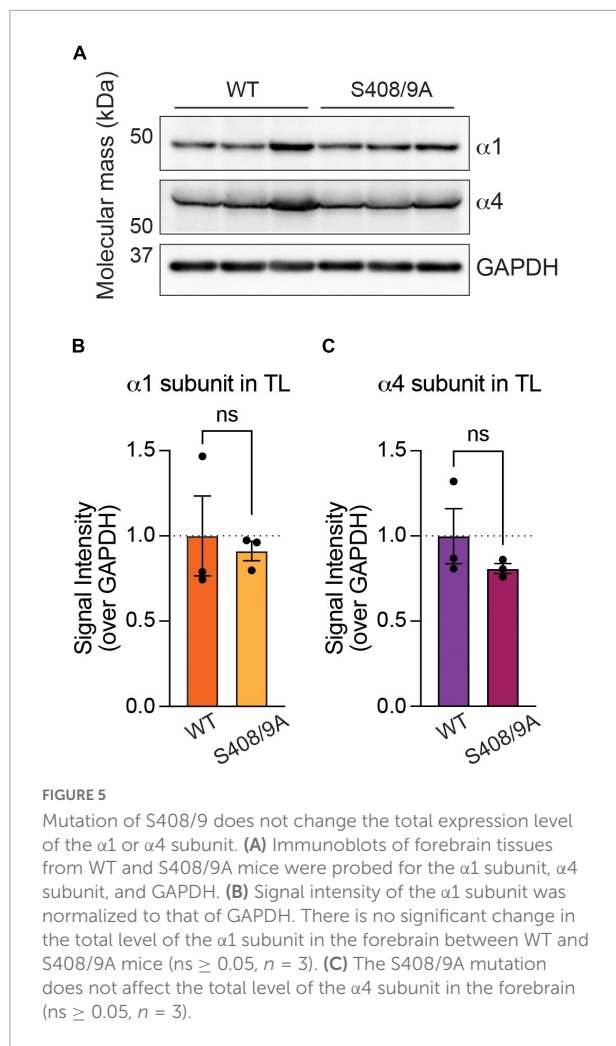 A
WT
S408/9A
Molecular mass (kDa)
50
α1
α4
50
37
GAPDH
B
C
α1 subunit in TL
α4 subunit in TL
ns
ns
1.5
1.0
0.5
0.0
Signal Intensity
(over GAPDH)
WT
S408/9A
1.5
1.0
0.5
0.0
Signal Intensity
(over GAPDH)
WT
S408/9A
FIGURE 5
Mutation of S408/9 does not change the total expression level
of the α1 or α4 subunit. (A) Immunoblots of forebrain tissues
from WT and S408/9A mice were probed for the α1 subunit, α4
subunit, and GAPDH. (B) Signal intensity of the α1 subunit was
normalized to that of GAPDH. There is no significant change in
the total level of the α1 subunit in the forebrain between WT and
S408/9A mice (ns ≥ 0.05, n = 3). (C) The S408/9A mutation
does not affect the total level of the α4 subunit in the forebrain
(ns ≥ 0.05, n = 3).